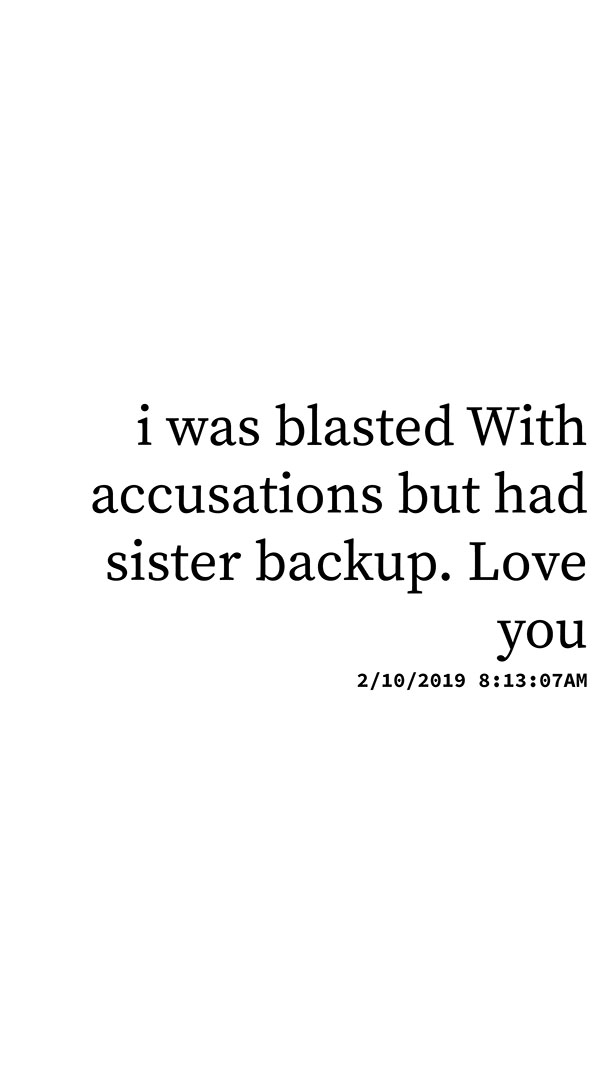 i was blasted With
accusations but had
sister backup. Love
you
2/10/2019 8:13:07AM